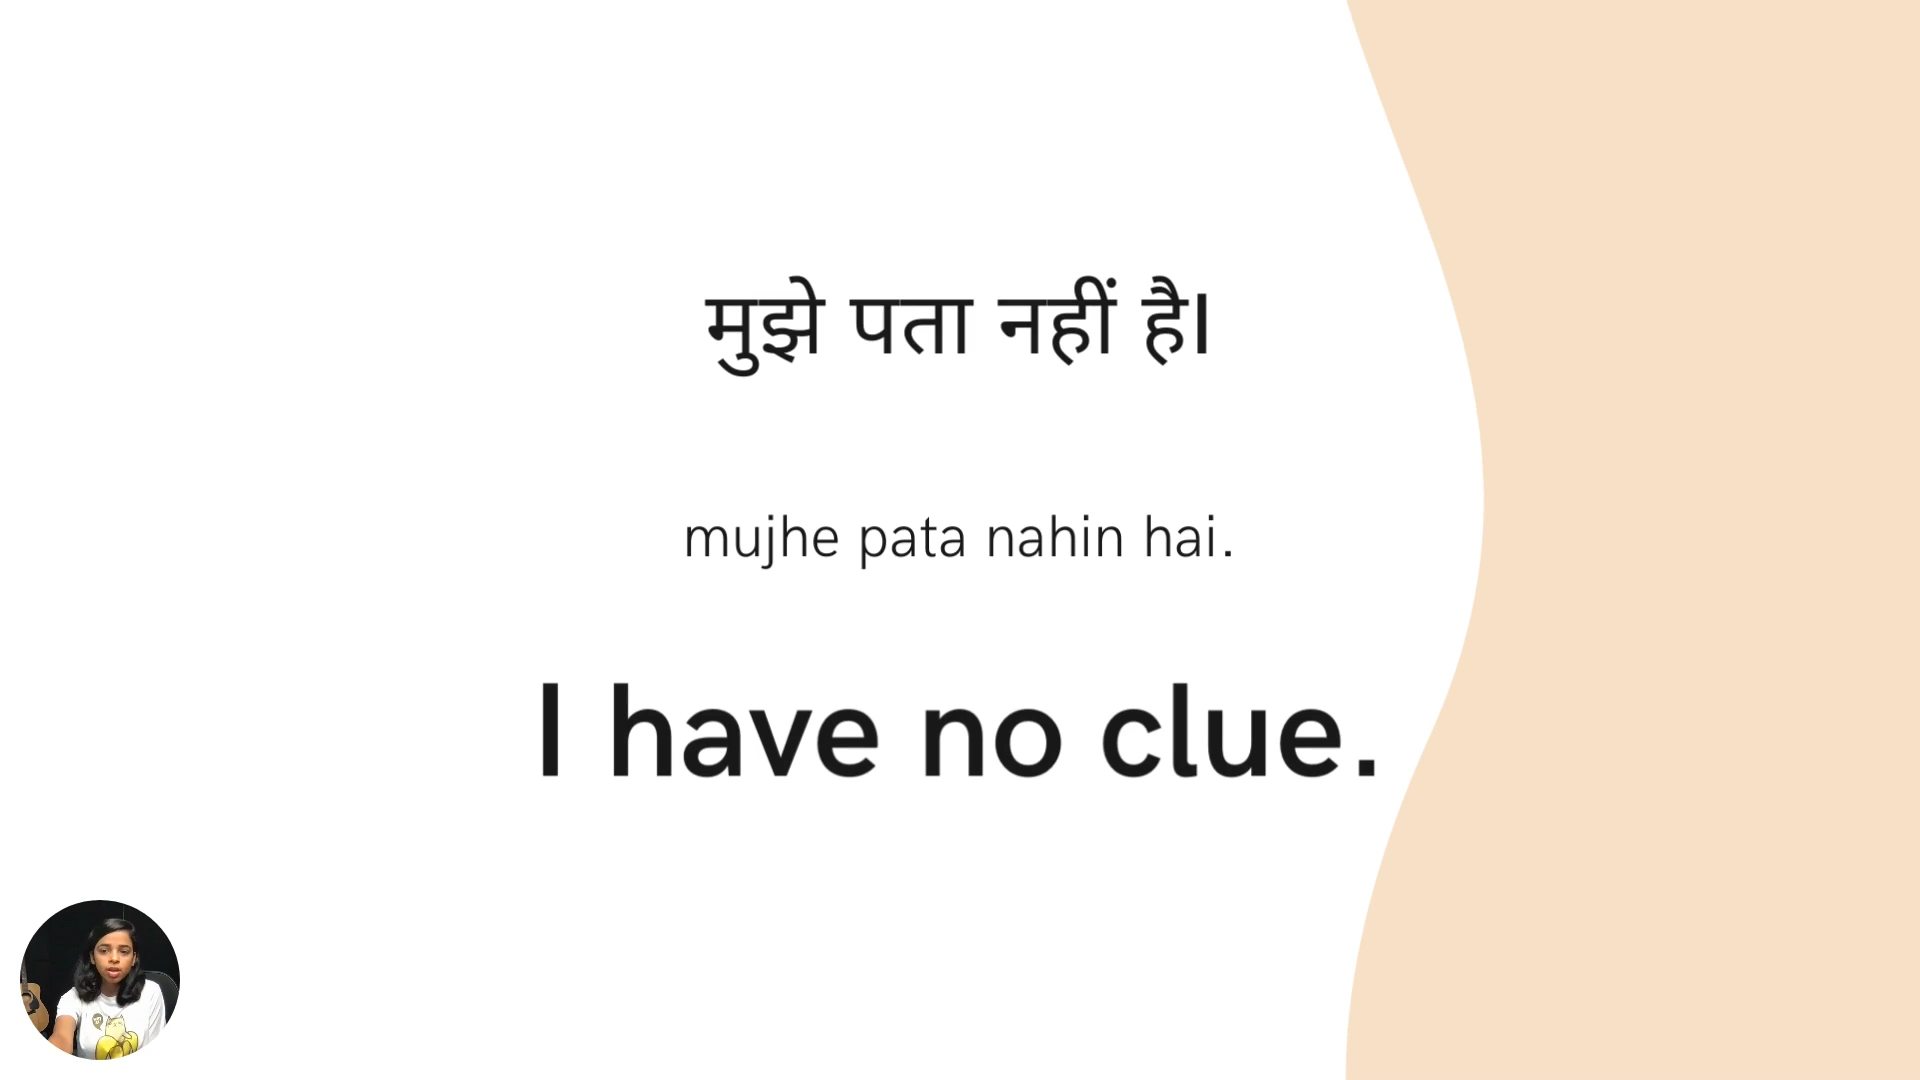 मुझे पता नहीं है।
mujhe pata nahin hai.
I have no clue.